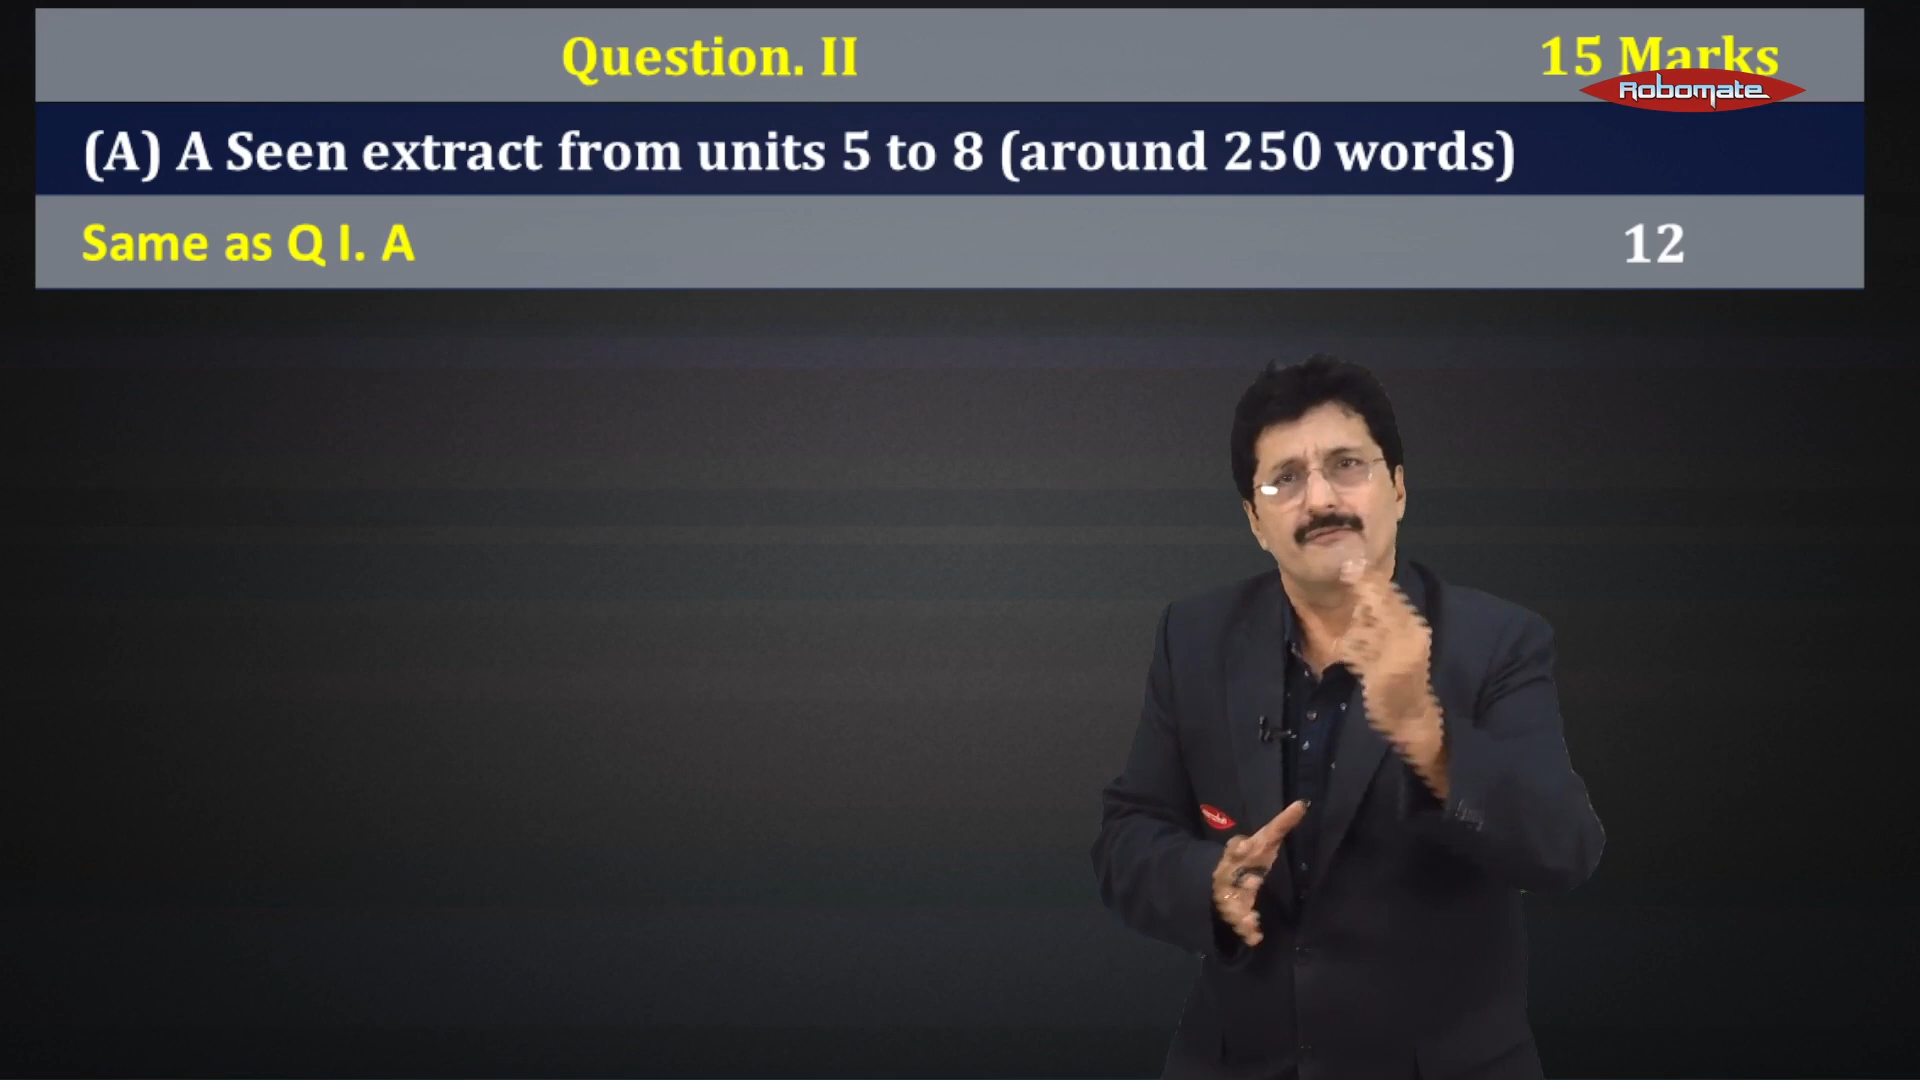 Question. II 15 Marks
Robomate
(A) A Seen extract from units 5 to 8 (around 250 words)
Same as Q I. A 12